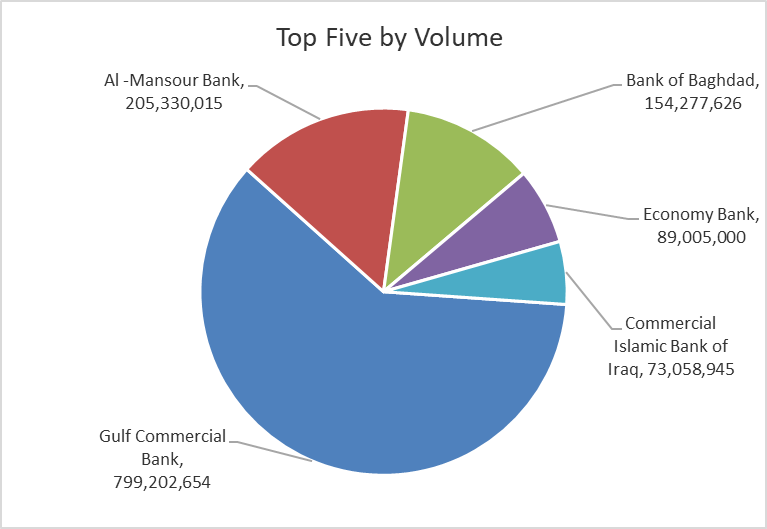 Top Five by Volume
Al -Mansour Bank,
205,330,015
Bank of Baghdad,
154,277,626
Economy Bank,
89,005,000
Commercial
Islamic Bank of
Iraq, 73,058,945
Gulf Commercial
Bank,
799,202,654